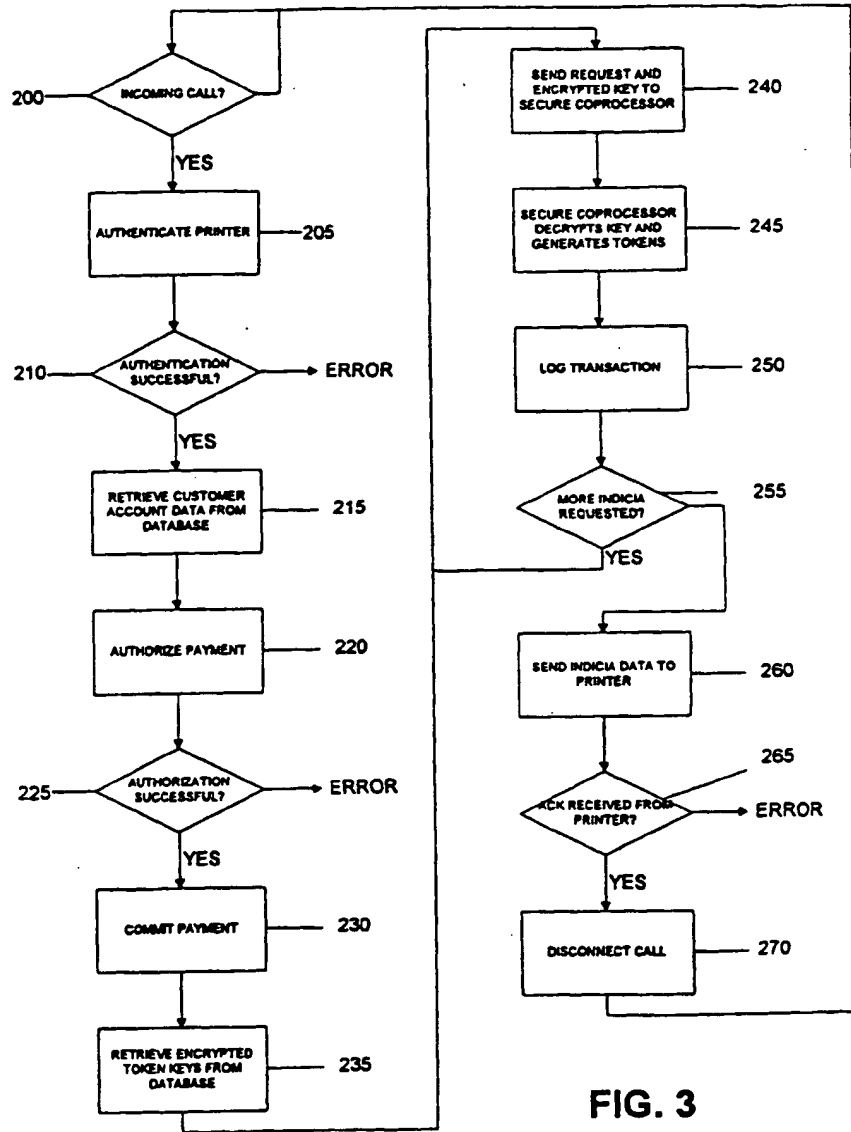 INCOMING CALL?
200
YES
AUTHENTICATE PRINTER
205
AUTHENTICATION
SUCCESSFUL?
210
ERROR
YES
RETRIEVE CUSTOMER
ACCOUNT DATA FROM
DATABASE
215
AUTHORIZE PAYMENT
220
AUTHORIZATION
SUCCESSFUL?
225
ERROR
YES
COMMIT PAYMENT
230
RETRIEVE ENCRYPTED
TOKEN KEYS FROM
DATABASE
235
SEND REQUEST AND
ENCRYPTED KEY TO
SECURE COPROCESSOR
240
SECURE COPROCESSOR
DECRYPTS KEY AND
GENERATES TOKENS
245
LOG TRANSACTION
250
MORE INDICIA
REQUESTED?
255
YES
SEND INDICIA DATA TO
PRINTER
260
265
ACK RECEIVED FROM
PRINTER?
ERROR
YES
DISCONNECT CALL
270
FIG. 3